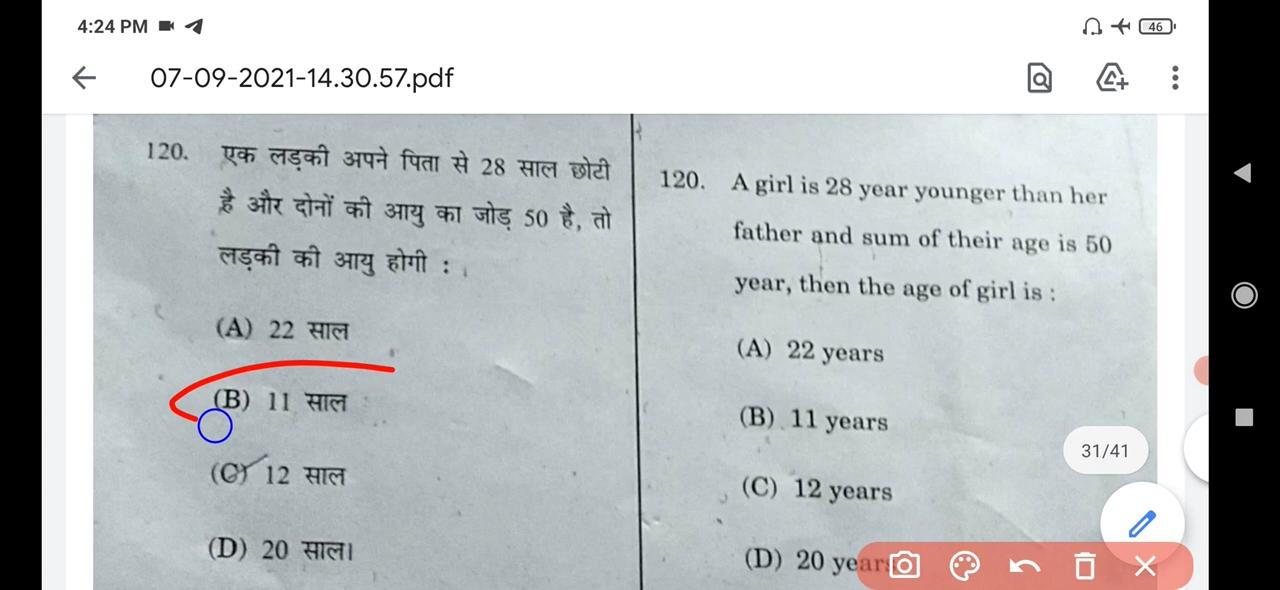 4:24 PM
46
07-09-2021-14.30.57.pdf
120. एक लड़की अपने पिता से 28 साल छोटी
है और दोनों की आयु का जोड़ 50 है, तो
लड़की की आयु होगी :
(A) 22 साल
(B) 11 साल
(C) 12 साल
(D) 20 साल।
120. A girl is 28 year younger than her
father and sum of their age is 50
year, then the age of girl is :
(A) 22 years
(B) 11 years
(C) 12 years
(D) 20 years
31/41